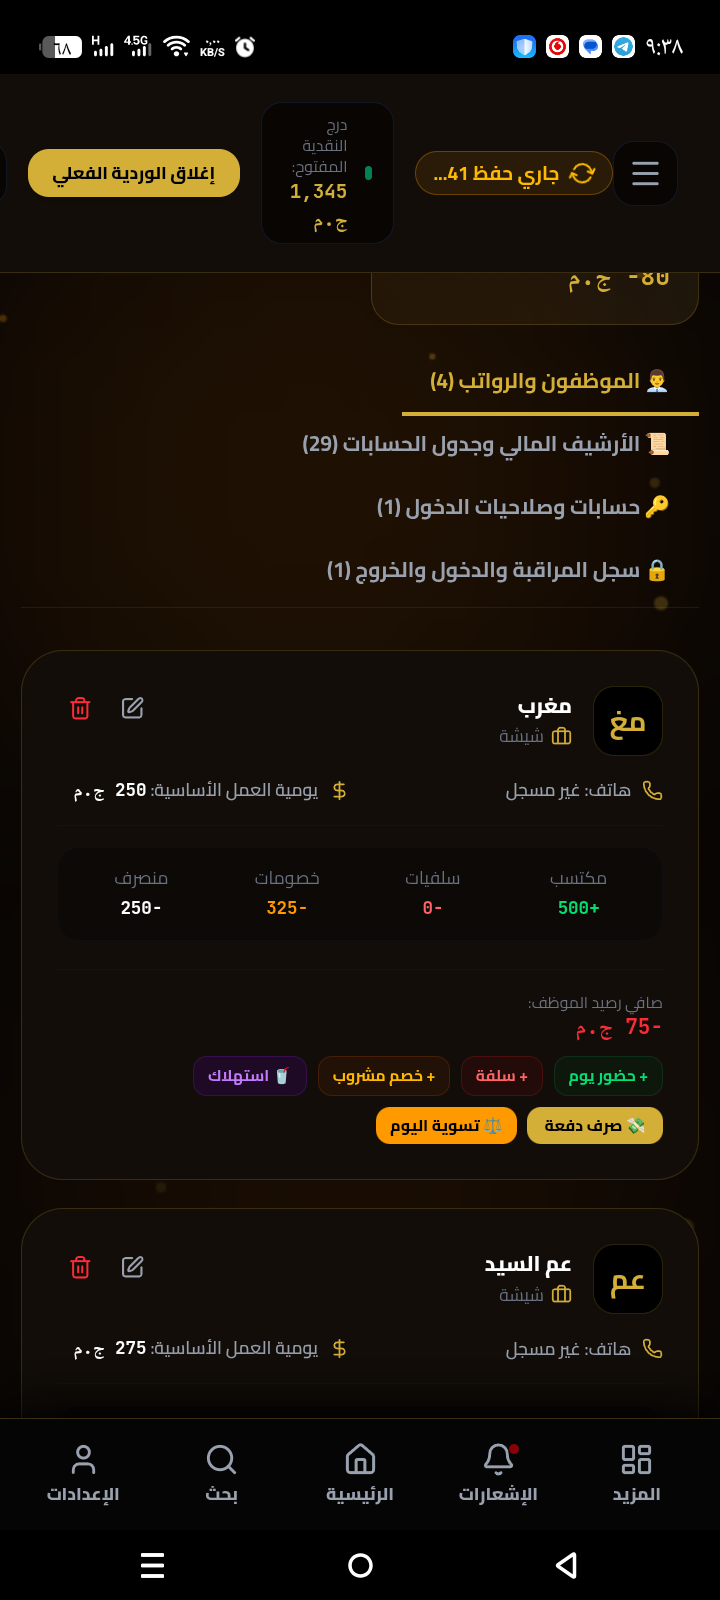 ٩:٣٨
KB/S
4.5G
H
٦٨
جاري حفظ 41...
درج النقدية المفتوح:
1,345 ج.م
إغلاق الوردية الفعلي
-80 ج.م
الموظفون والرواتب (4)
الأرشيف المالي وجدول الحسابات (29)
حسابات وصلاحيات الدخول (1)
سجل المراقبة والدخول والخروج (1)
مغ
مغرب
شيشة
هاتف: غير مسجل
يومية العمل الأساسية: 250 ج.م
مكتسب سلفيات خصومات منصرف
+500 -0 -325 -250
صافي رصيد الموظف:
-75 ج.م
+ حضور يوم
+ سلفة
+ خصم مشروب
استهلاك
صرف دفعة
تسوية اليوم
عم
عم السيد
شيشة
هاتف: غير مسجل
يومية العمل الأساسية: 275 ج.م
المزيد
الإشعارات
الرئيسية
بحث
الإعدادات